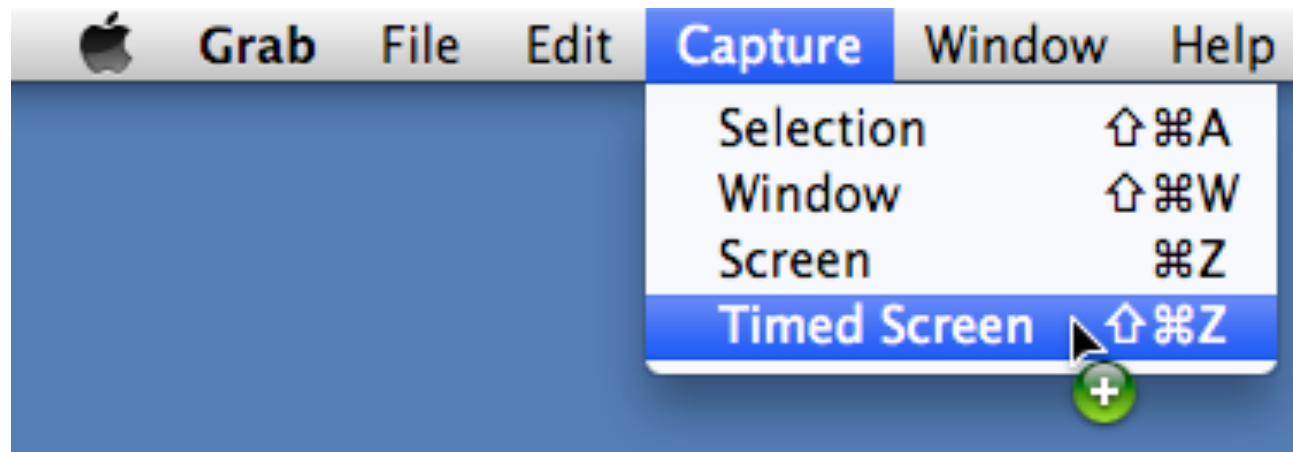 Grab File Edit Capture Window Help
Selection ⇧⌘A
Window ⇧⌘W
Screen ⌘Z
Timed Screen ⇧⌘Z